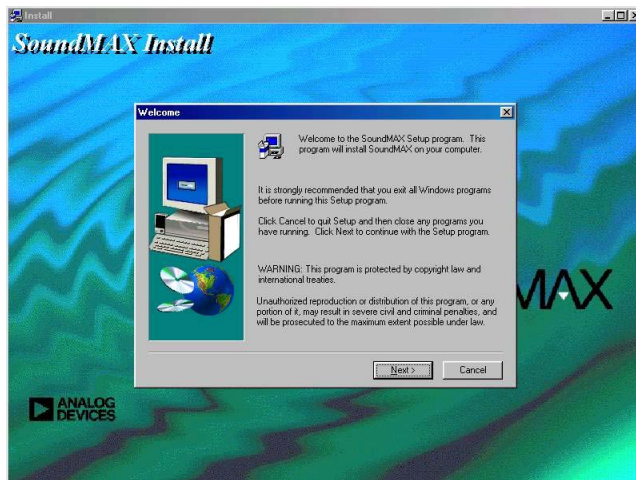 Install
SoundMAX Install
Welcome
Welcome to the SoundMAX Setup program. This
program will install SoundMAX on your computer.
It is strongly recommended that you exit all Windows programs
before running this Setup program.
Click Cancel to quit Setup and then close any programs you
have running. Click Next to continue with the Setup program.
WARNING: This program is protected by copyright law and
international treaties.
Unauthorized reproduction or distribution of this program, or any
portion of it, may result in severe civil and criminal penalties, and
will be prosecuted to the maximum extent possible under law.
MAX
Next >
Cancel
ANALOG
DEVICES